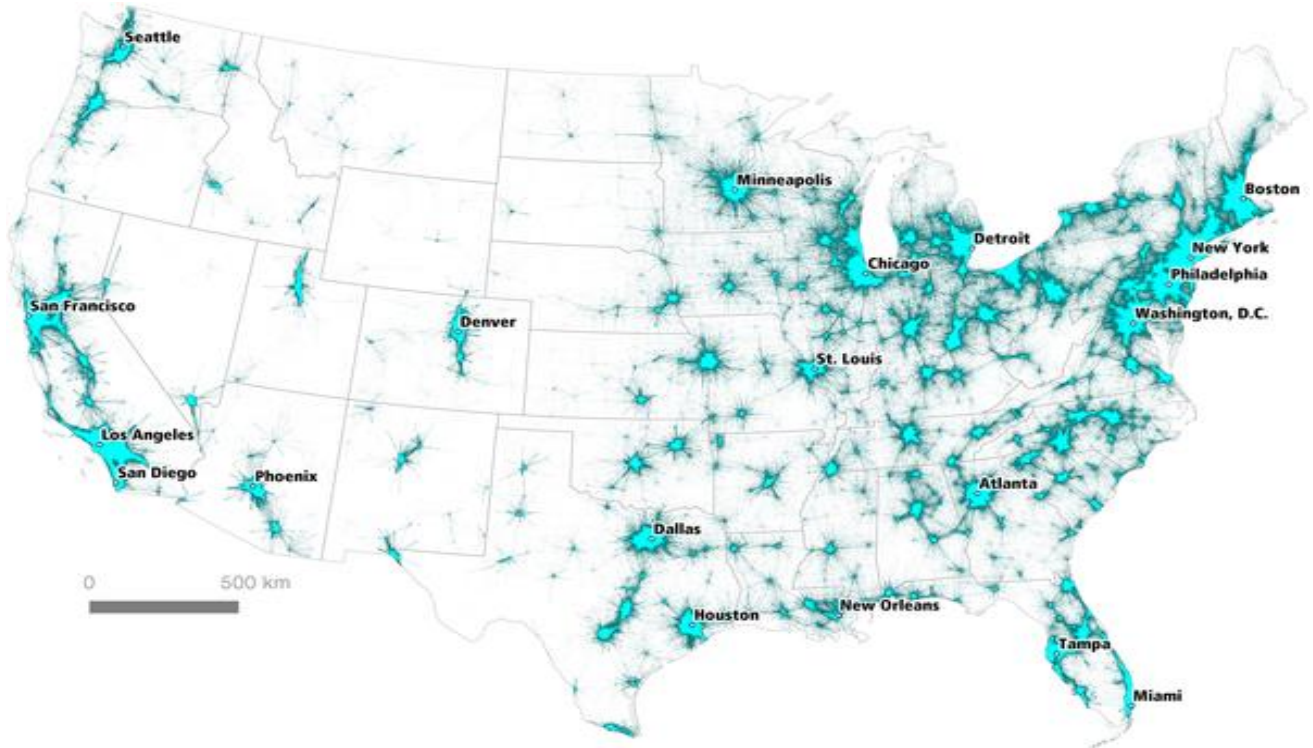 Seattle
Minneapolis
Boston
Detroit
New York
Chicago
Philadelphia
San Francisco
Washington, D.C.
Denver
St. Louis
Los Angeles
San Diego
Phoenix
Atlanta
Dallas
0 500 km
New Orleans
Houston
Tampa
Miami